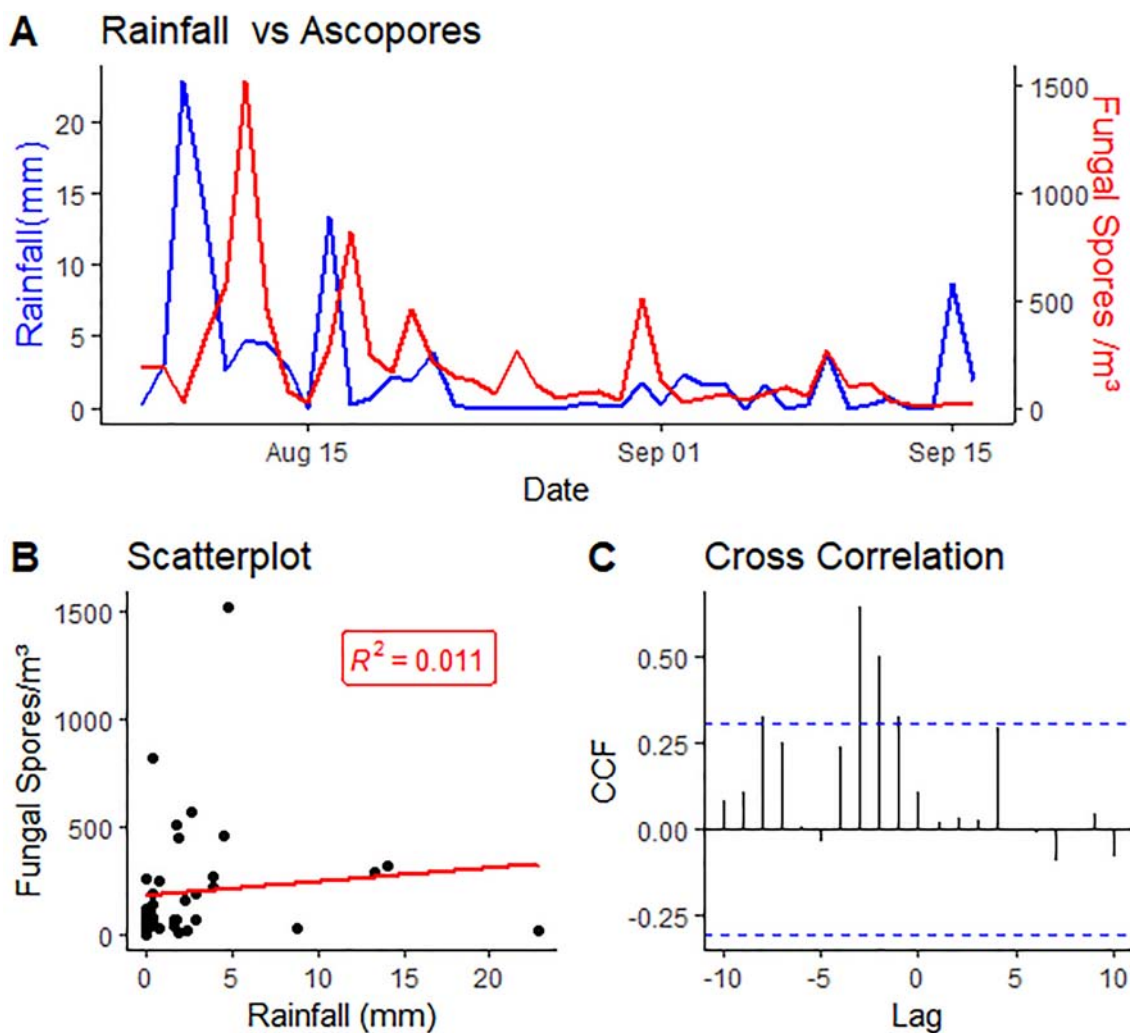 A Rainfall vs Ascopores
Rainfall(mm)
20
15
10
5
0
Fungal Spores /m³
1500
1000
500
0
Aug 15 Sep 01 Sep 15
Date
B Scatterplot
Fungal Spores/m³
1500
1000
500
0
R² = 0.011
0 5 10 15 20
Rainfall (mm)
C Cross Correlation
CCF
0.50
0.25
0.00
-0.25
-10 -5 0 5 10
Lag